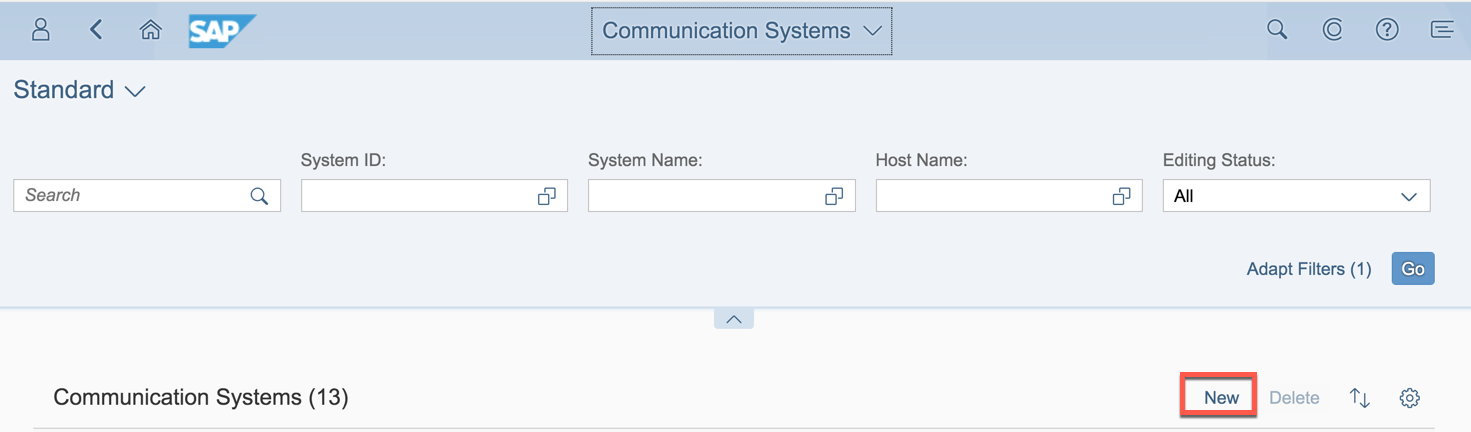 SAP
Communication Systems
Standard
System ID:
System Name:
Host Name:
Editing Status:
Search
All
Adapt Filters (1)
Go
Communication Systems (13)
New
Delete